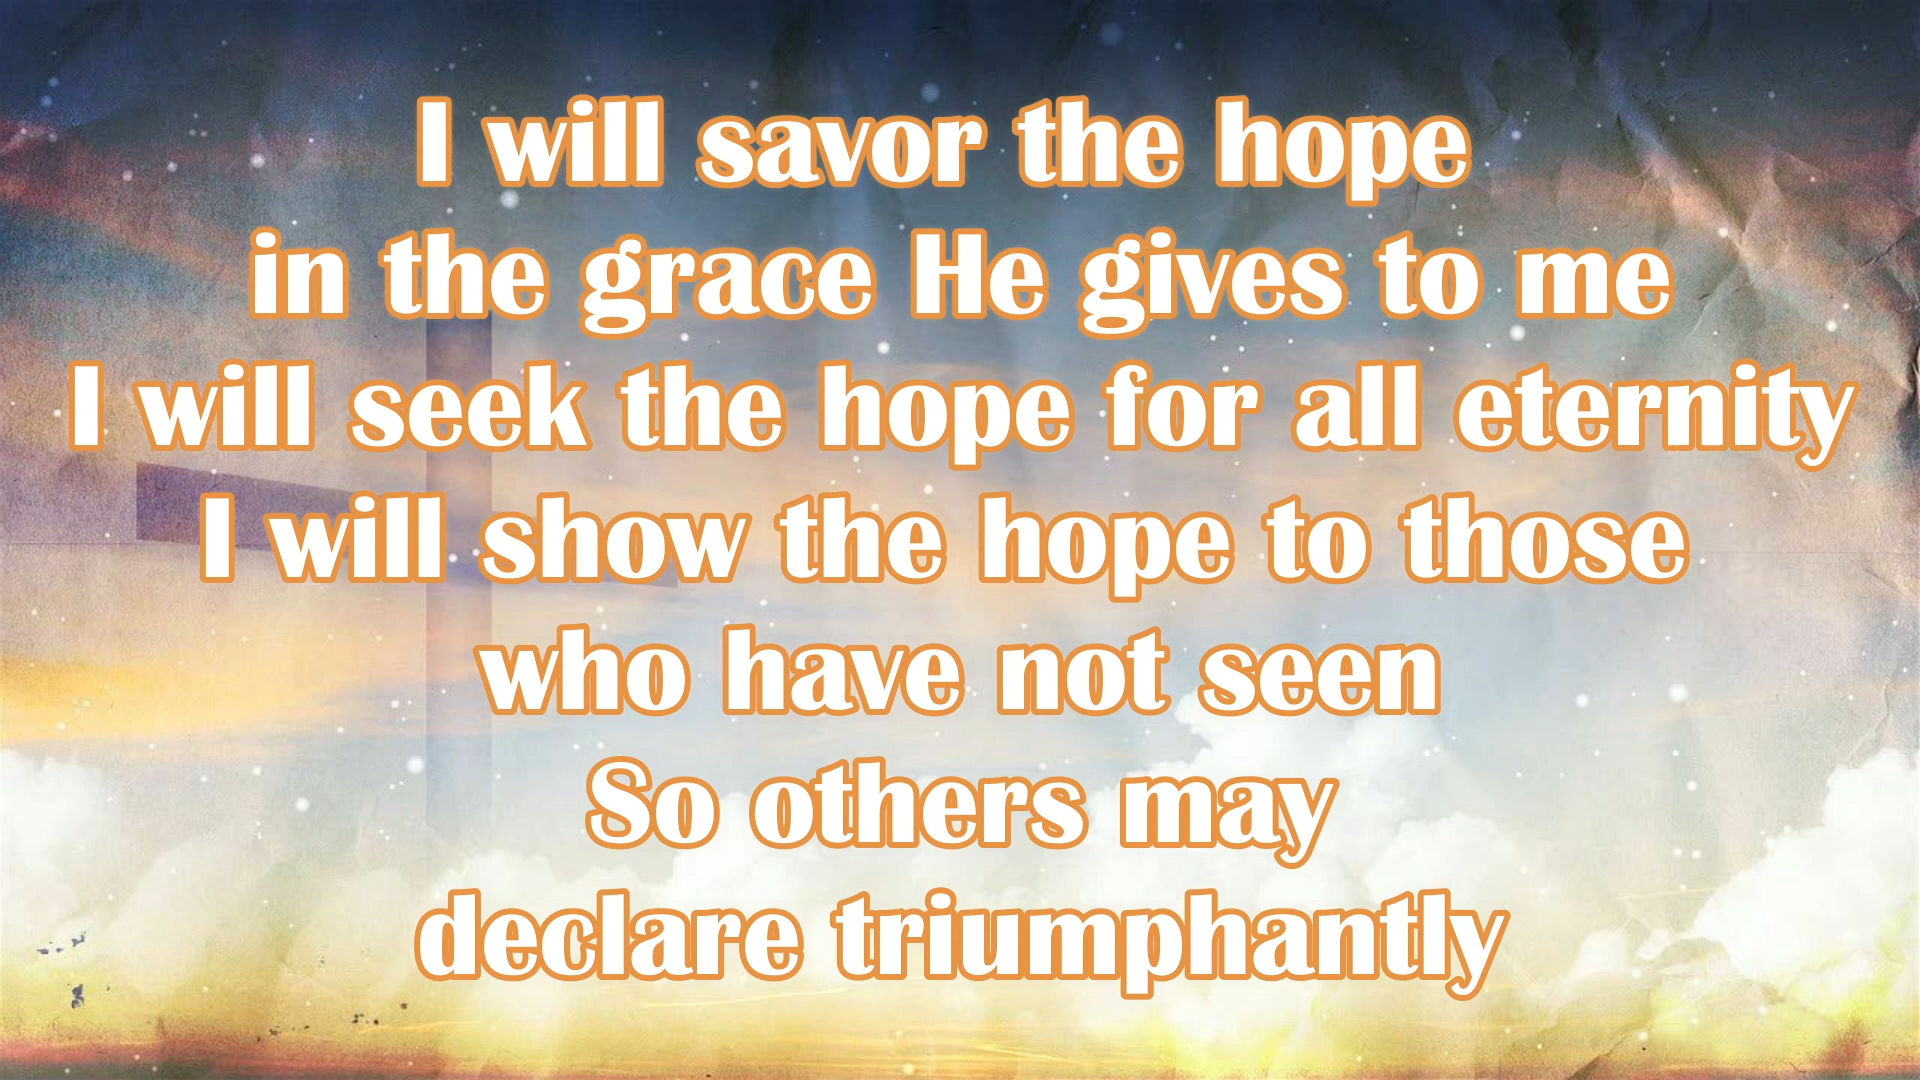 I will savor the hope
in the grace He gives to me
I will seek the hope for all eternity
I will show the hope to those
who have not seen
So others may
declare triumphantly